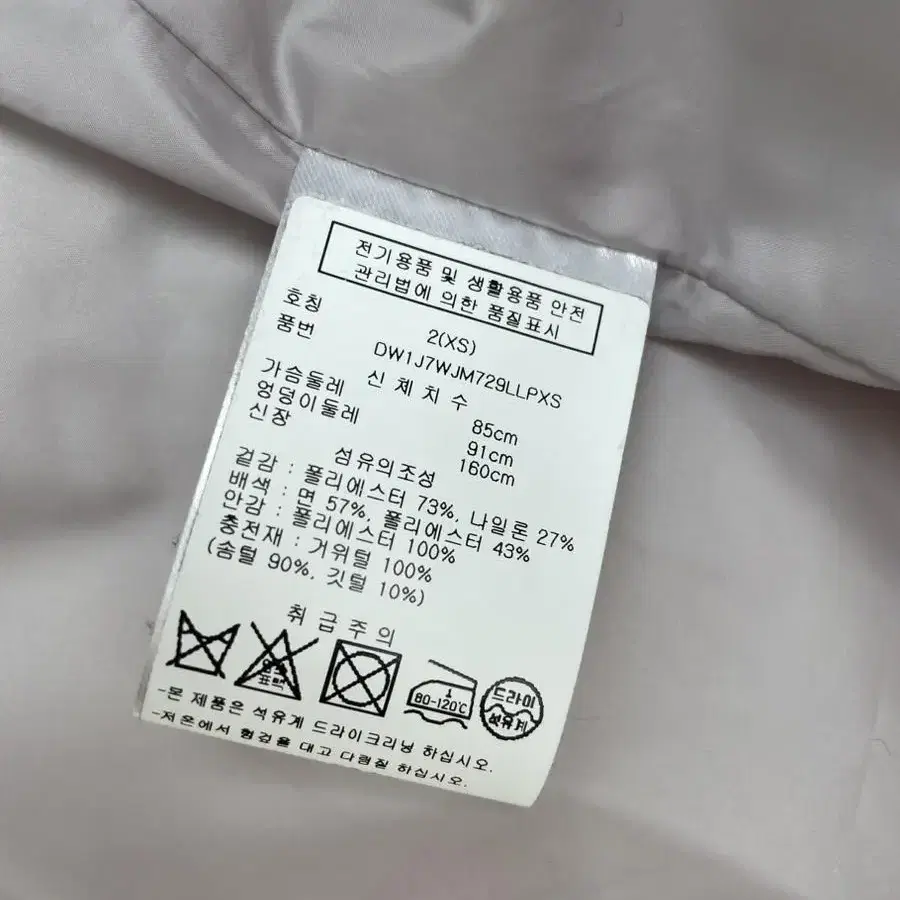 전기용품 및 생활용품 안전
관리법에 의한 품질표시
호칭 2(XS)
품번 DW1J7WJM729LLPXS
신 체 치 수
가슴둘레 85cm
엉덩이둘레 91cm
신장 160cm
섬유의조성
겉감 : 폴리에스터 73%, 나일론 27%
배색 : 면 57%, 폴리에스터 43%
안감 : 폴리에스터 100%
충전재 : 거위털 100%
(솜털 90%, 깃털 10%)
취 급 주 의
염소
표백
80-120℃
드라이
석유계
-본 제품은 석유계 드라이크리닝 하십시오.
-저온에서 헝겊을 대고 다림질 하십시오.